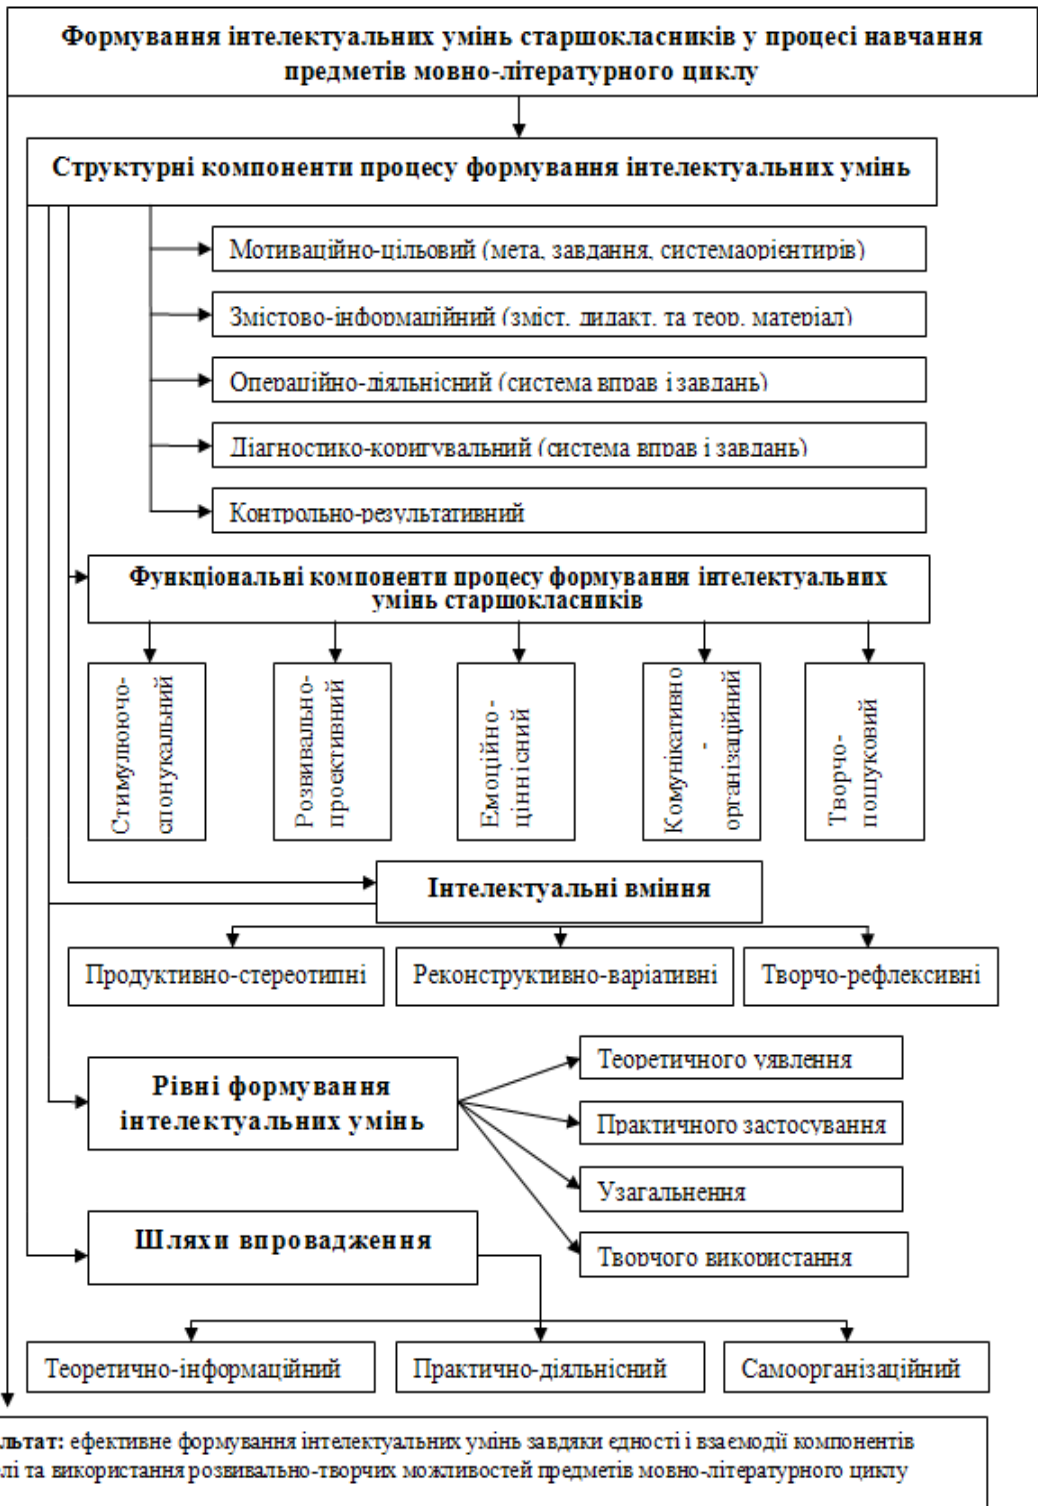 Формування інтелектуальних умінь старшокласників у процесі навчання
предметів мовно-літературного циклу
Структурні компоненти процесу формування інтелектуальних умінь
Мотиваційно-цільовий (мета, завдання, системаорієнтирів)
Змістово-інформаційний (зміст, дидакт. та теор. матеріал)
Операційно-діяльнісний (система вправ і завдань)
Діагностико-коригувальний (система вправ і завдань)
Контрольно-результативний
Функціональні компоненти процесу формування інтелектуальних
умінь старшокласників
Стимулюючо-
спонукальний
Розвивально-
проективний
Емоційно-
ціннісний
Комунікативно
-
організаційний
Творчо-
пошуковий
Інтелектуальні вміння
Продуктивно-стереотипні
Реконструктивно-варіативні
Творчо-рефлексивні
Рівні формування
інтелектуальних умінь
Теоретичного уявлення
Практичного застосування
Узагальнення
Творчого використання
Шляхи впровадження
Теоретично-інформаційний
Практично-діяльнісний
Самоорганізаційний
льтат: ефективне формування інтелектуальних умінь завдяки єдності і взаємодії компонентів
лі та використання розвивально-творчих можливостей предметів мовно-літературного циклу